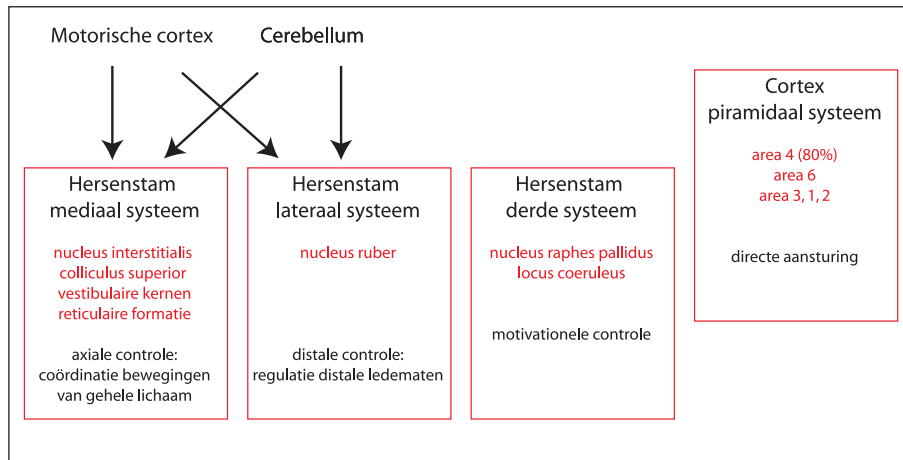 Motorische cortex
Cerebellum
Hersenstam
mediaal systeem
nucleus interstitialis
colliculus superior
vestibulaire kernen
reticulaire formatie
axiale controle:
coördinatie bewegingen
van gehele lichaam
Hersenstam
lateraal systeem
nucleus ruber
distale controle:
regulatie distale ledematen
Hersenstam
derde systeem
nucleus raphes pallidus
locus coeruleus
motivationele controle
Cortex
piramidaal systeem
area 4 (80%)
area 6
area 3, 1, 2
directe aansturing